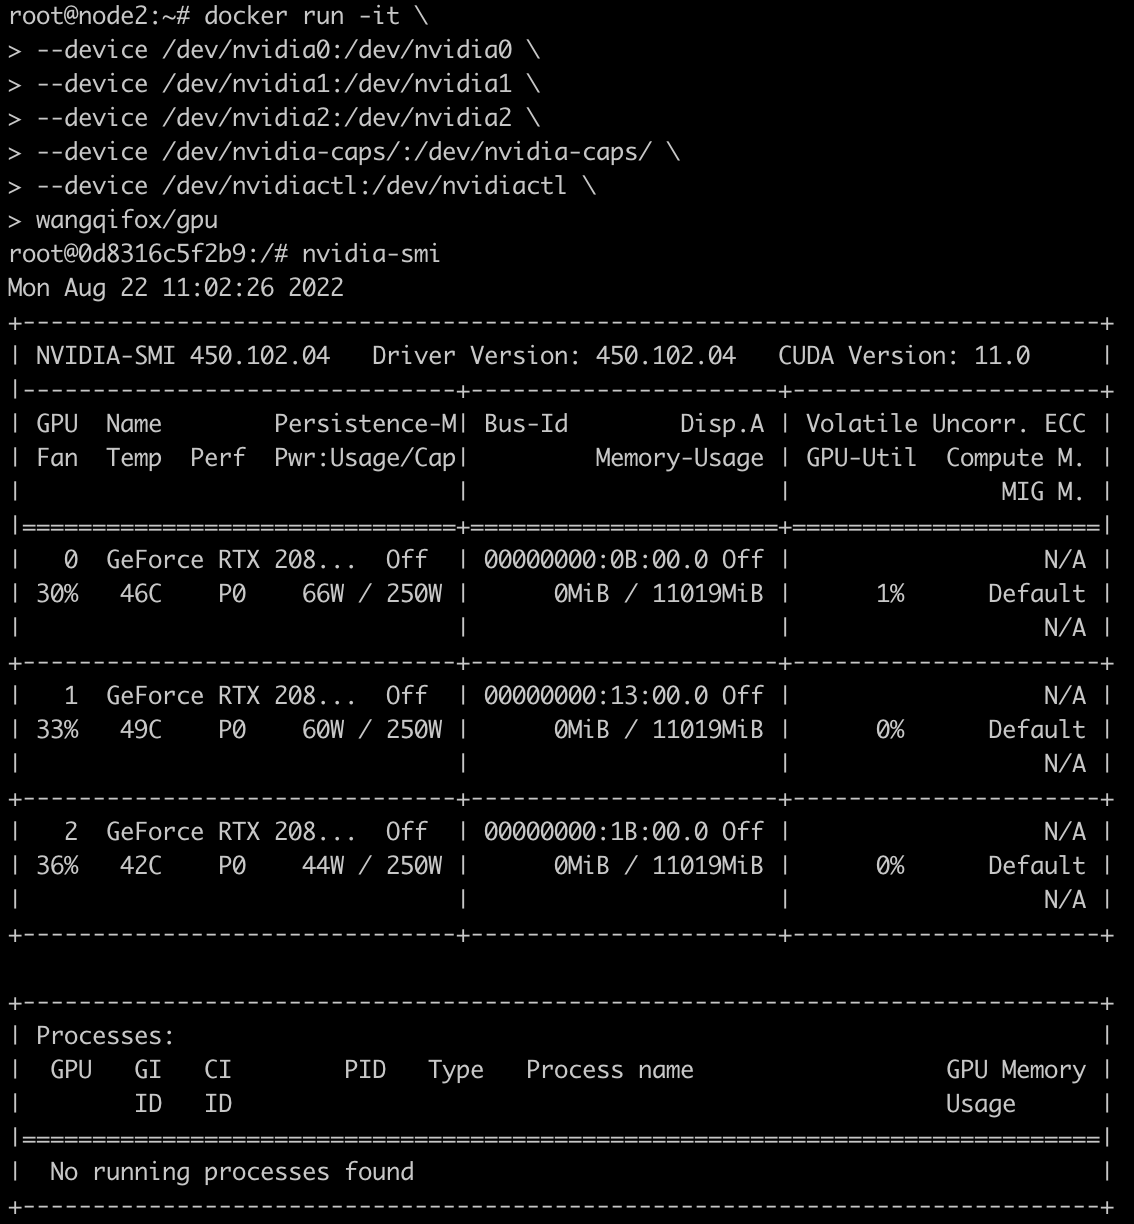 root@node2:~# docker run -it \
> --device /dev/nvidia0:/dev/nvidia0 \
> --device /dev/nvidia1:/dev/nvidia1 \
> --device /dev/nvidia2:/dev/nvidia2 \
> --device /dev/nvidia-caps/:/dev/nvidia-caps/ \
> --device /dev/nvidiactl:/dev/nvidiactl \
> wangqifox/gpu
root@0d8316c5f2b9:/# nvidia-smi
Mon Aug 22 11:02:26 2022
+-----------------------------------------------------------------------------+
| NVIDIA-SMI 450.102.04   Driver Version: 450.102.04   CUDA Version: 11.0     |
|-------------------------------+----------------------+----------------------+
| GPU  Name        Persistence-M| Bus-Id        Disp.A | Volatile Uncorr. ECC |
| Fan  Temp  Perf  Pwr:Usage/Cap|         Memory-Usage | GPU-Util  Compute M. |
|                               |                      |               MIG M. |
|===============================+======================+======================|
|   0  GeForce RTX 208...  Off  | 00000000:0B:00.0 Off |                  N/A |
| 30%   46C    P0    66W / 250W |      0MiB / 11019MiB |      1%      Default |
|                               |                      |                  N/A |
+-------------------------------+----------------------+----------------------+
|   1  GeForce RTX 208...  Off  | 00000000:13:00.0 Off |                  N/A |
| 33%   49C    P0    60W / 250W |      0MiB / 11019MiB |      0%      Default |
|                               |                      |                  N/A |
+-------------------------------+----------------------+----------------------+
|   2  GeForce RTX 208...  Off  | 00000000:1B:00.0 Off |                  N/A |
| 36%   42C    P0    44W / 250W |      0MiB / 11019MiB |      0%      Default |
|                               |                      |                  N/A |
+-------------------------------+----------------------+----------------------+

+-----------------------------------------------------------------------------+
| Processes:                                                                  |
|  GPU   GI   CI        PID   Type   Process name                  GPU Memory |
|        ID   ID                                                   Usage      |
|=============================================================================|
|  No running processes found                                                 |
+-----------------------------------------------------------------------------+